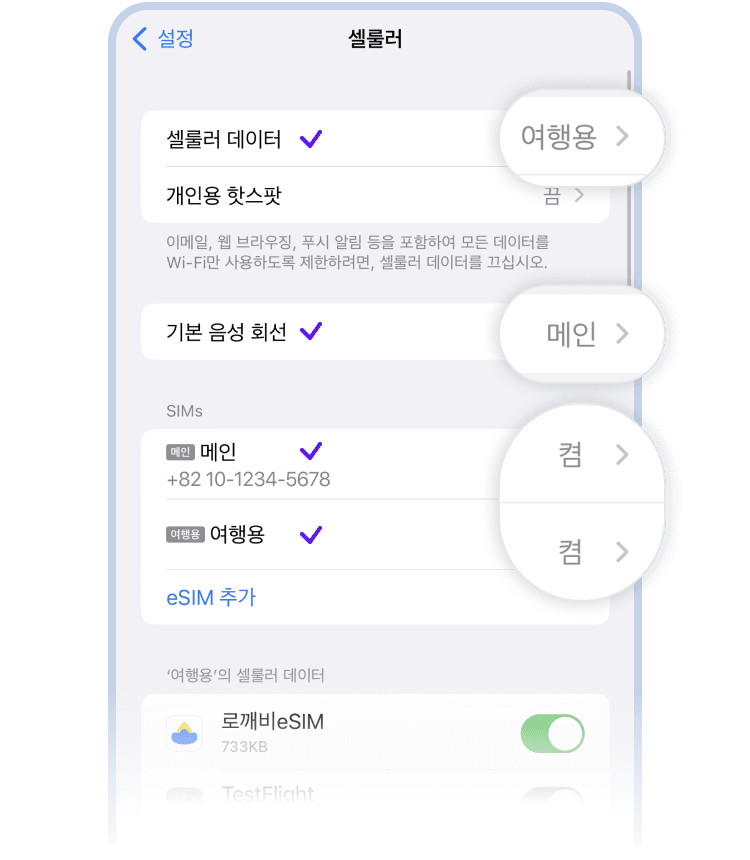 설정
셀룰러
셀룰러 데이터
여행용
개인용 핫스팟
끔
이메일, 웹 브라우징, 푸시 알림 등을 포함하여 모든 데이터를
Wi-Fi만 사용하도록 제한하려면, 셀룰러 데이터를 끄십시오.
기본 음성 회선
메인
SIMs
메인 메인
켬
+82 10-1234-5678
여행용 여행용
켬
eSIM 추가
‘여행용’의 셀룰러 데이터
로깨비eSIM
733KB
TestFlight